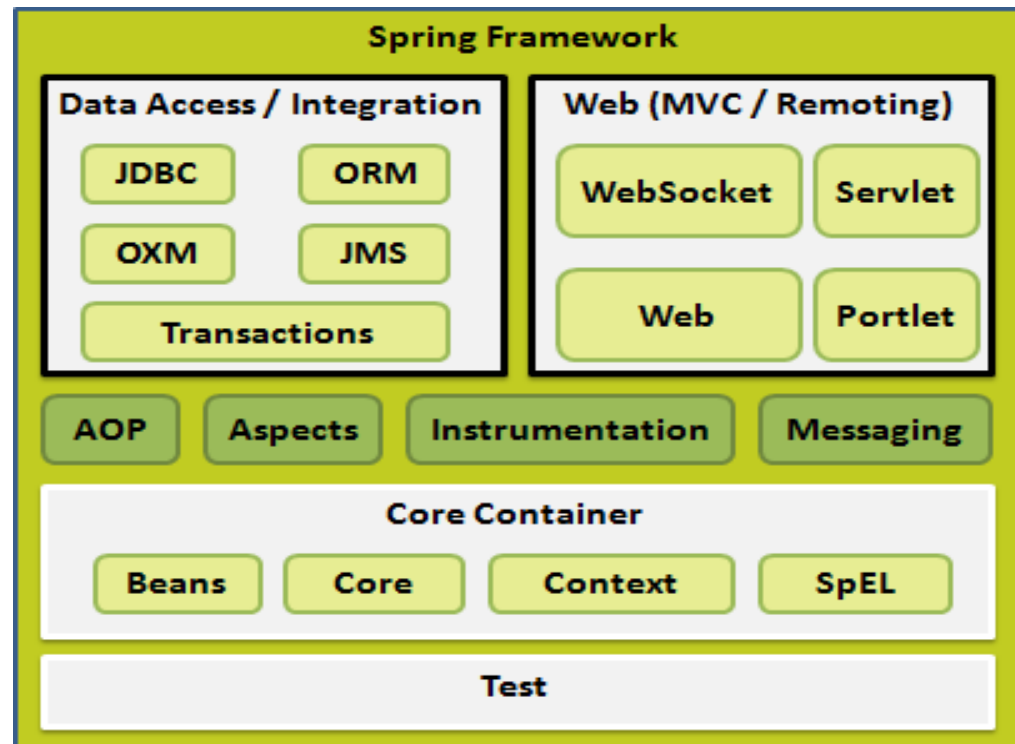 Spring Framework
Data Access / Integration
JDBC
ORM
OXM
JMS
Transactions
Web (MVC / Remoting)
WebSocket
Servlet
Web
Portlet
AOP
Aspects
Instrumentation
Messaging
Core Container
Beans
Core
Context
SpEL
Test